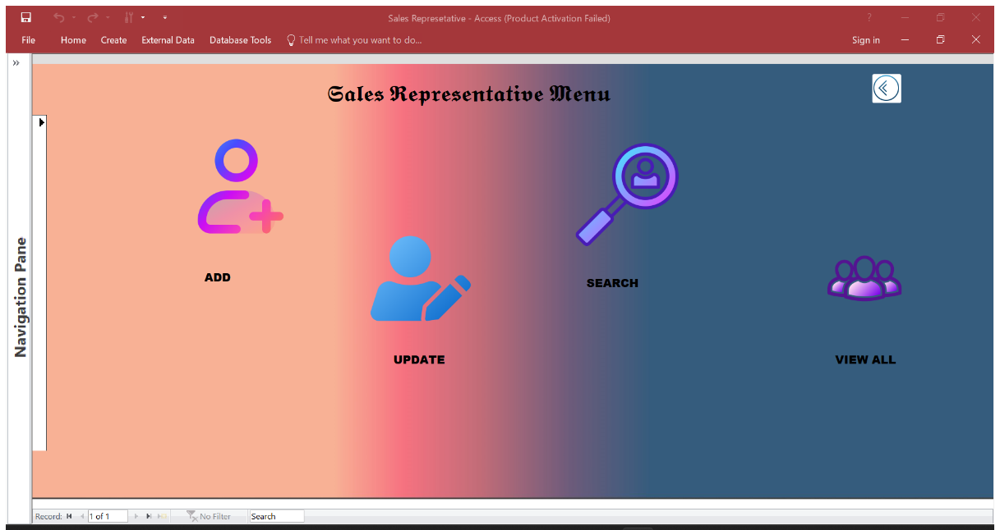 Sales Represetative - Access (Product Activation Failed)
?
File Home Create External Data Database Tools Tell me what you want to do... Sign in
»
Sales Representative Menu
ADD
SEARCH
UPDATE
VIEW ALL
Navigation Pane
Record: 1 of 1 No Filter Search